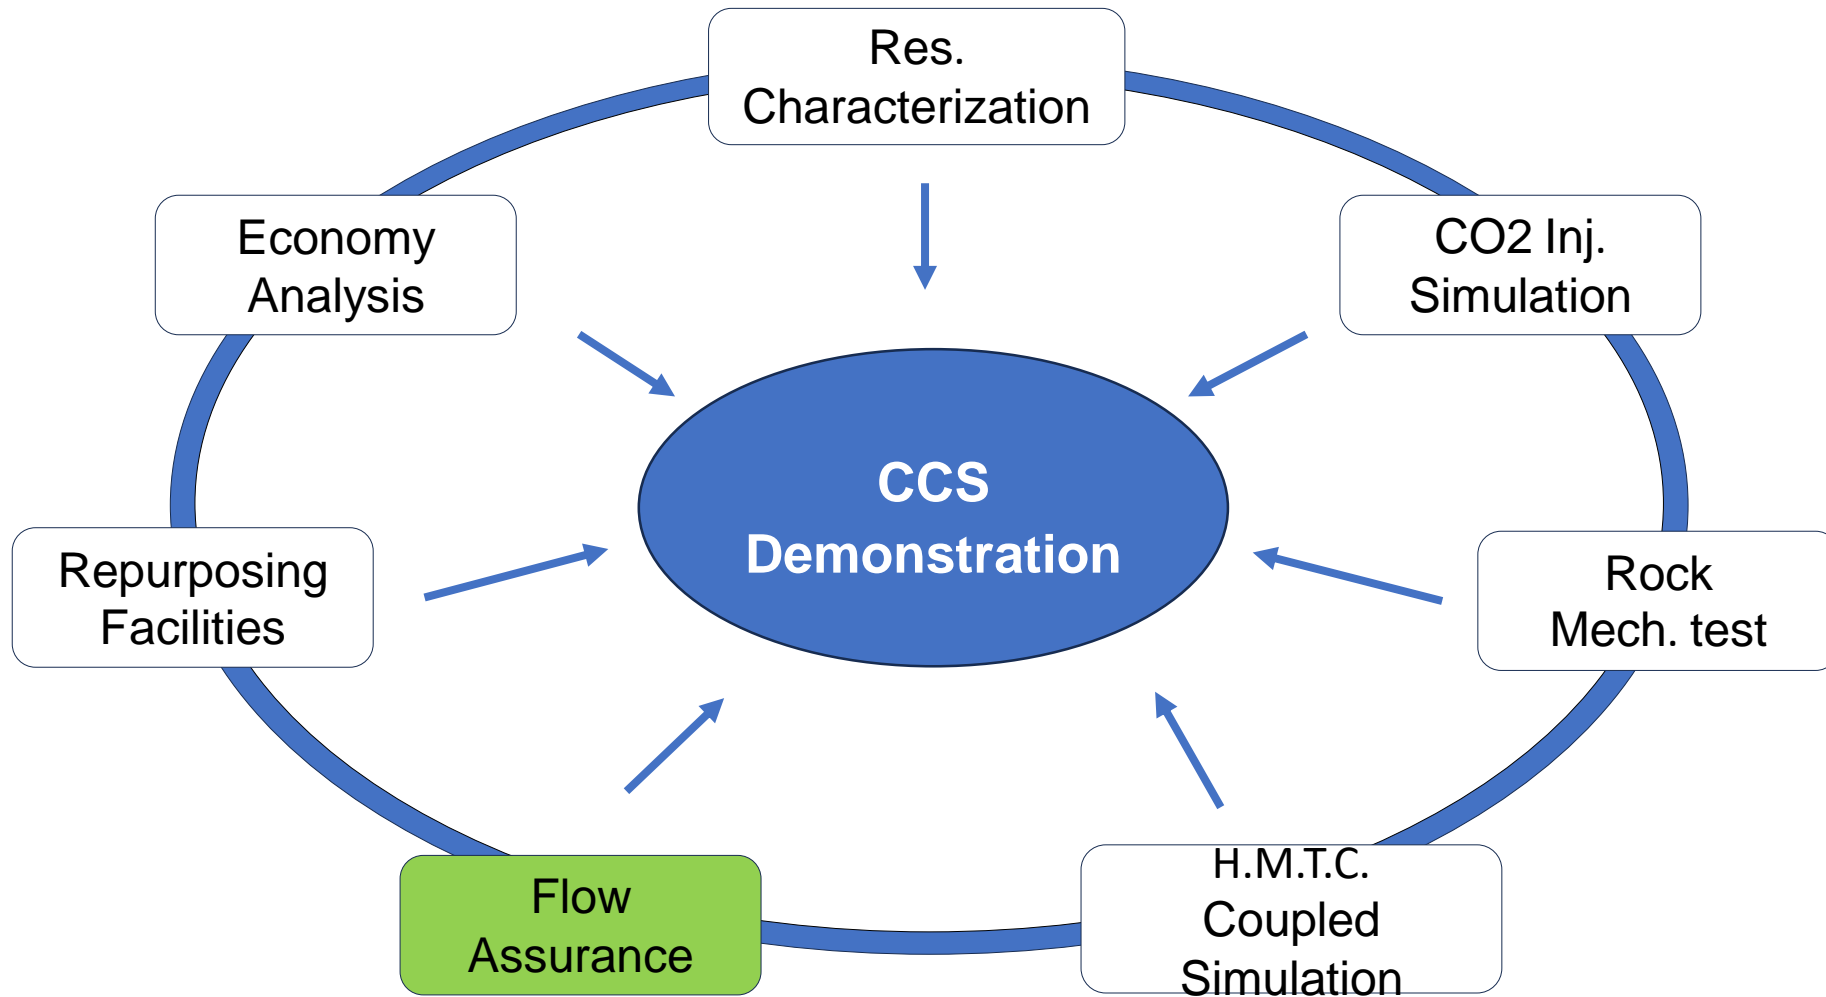 Res.
Characterization
Economy
Analysis
CO2 Inj.
Simulation
CCS
Demonstration
Repurposing
Facilities
Rock
Mech. test
Flow
Assurance
H.M.T.C.
Coupled
Simulation